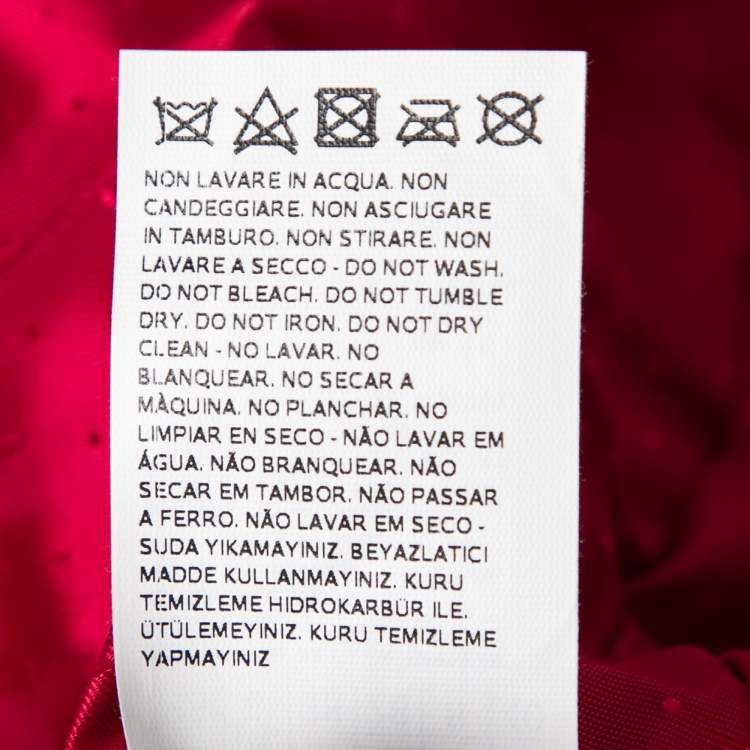 NON LAVARE IN ACQUA. NON
CANDEGGIARE. NON ASCIUGARE
IN TAMBURO. NON STIRARE. NON
LAVARE A SECCO - DO NOT WASH.
DO NOT BLEACH. DO NOT TUMBLE
DRY. DO NOT IRON. DO NOT DRY
CLEAN - NO LAVAR. NO
BLANQUEAR. NO SECAR A
MÀQUINA. NO PLANCHAR. NO
LIMPIAR EN SECO - NÃO LAVAR EM
ÁGUA. NÃO BRANQUEAR. NÃO
SECAR EM TAMBOR. NÃO PASSAR
A FERRO. NÃO LAVAR EM SECO -
SUDA YIKAMAYINIZ. BEYAZLATICI
MADDE KULLANMAYINIZ. KURU
TEMIZLEME HIDROKARBÜR ILE.
ÜTÜLEMEYINIZ. KURU TEMIZLEME
YAPMAYINIZ